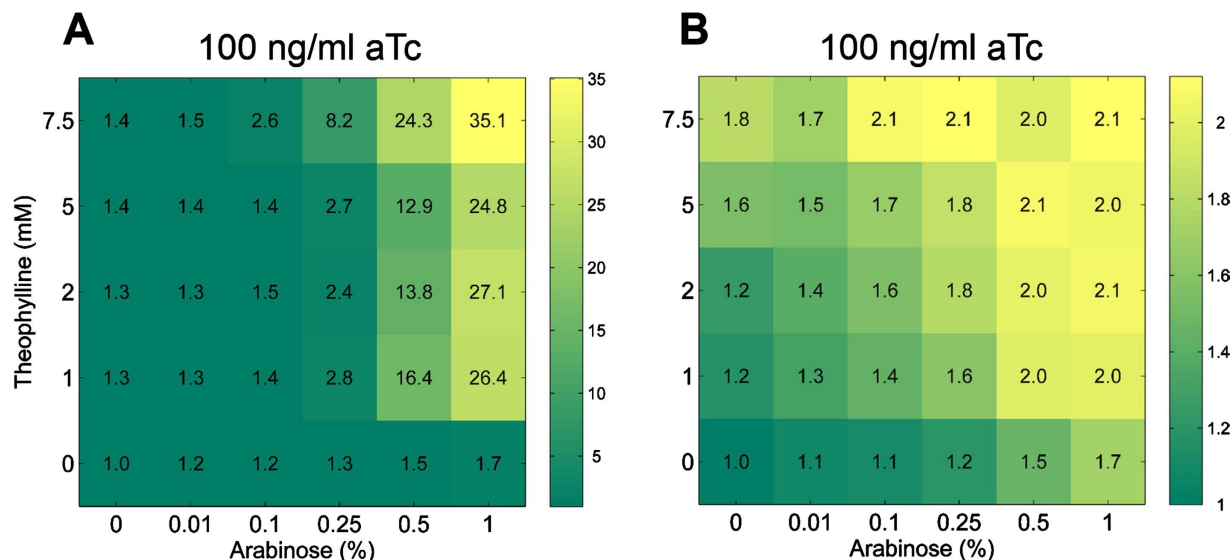 A
100 ng/ml aTc
Theophylline (mM)
7.5 1.4 1.5 2.6 8.2 24.3 35.1
5 1.4 1.4 1.4 2.7 12.9 24.8
2 1.3 1.3 1.5 2.4 13.8 27.1
1 1.3 1.3 1.4 2.8 16.4 26.4
0 1.0 1.2 1.2 1.3 1.5 1.7
0 0.01 0.1 0.25 0.5 1
Arabinose (%)
35
30
25
20
15
10
5
B
100 ng/ml aTc
7.5 1.8 1.7 2.1 2.1 2.0 2.1
5 1.6 1.5 1.7 1.8 2.1 2.0
2 1.2 1.4 1.6 1.8 2.0 2.1
1 1.2 1.3 1.4 1.6 2.0 2.0
0 1.0 1.1 1.1 1.2 1.5 1.7
0 0.01 0.1 0.25 0.5 1
Arabinose (%)
2
1.8
1.6
1.4
1.2
1